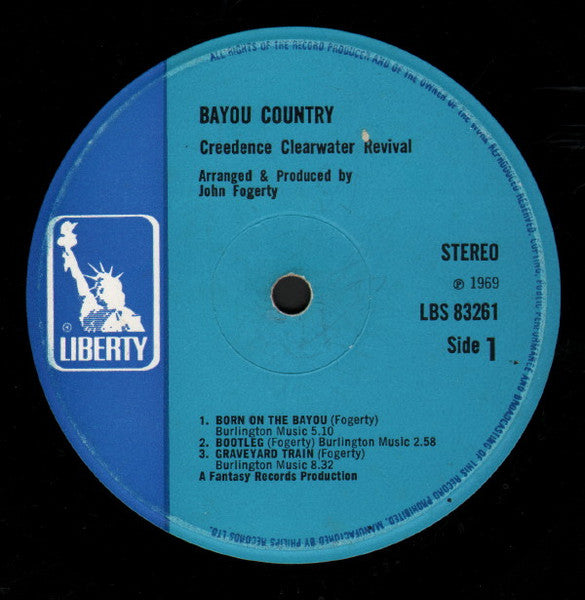 ALL RIGHTS OF THE RECORD PRODUCER AND OF THE OWNER OF THE WORK REPRODUCED RESERVED. COPYING, PUBLIC PERFORMANCE AND BROADCASTING OF THIS RECORD PROHIBITED. MANUFACTURED BY PHILIPS RECORDS LTD.
BAYOU COUNTRY
Creedence Clearwater Revival
Arranged & Produced by
John Fogerty
STEREO
℗ 1969
LBS 83261
Side 1
®
LIBERTY
1. BORN ON THE BAYOU (Fogerty)
Burlington Music 5.10
2. BOOTLEG (Fogerty) Burlington Music 2.58
3. GRAVEYARD TRAIN (Fogerty)
Burlington Music 8.32
A Fantasy Records Production